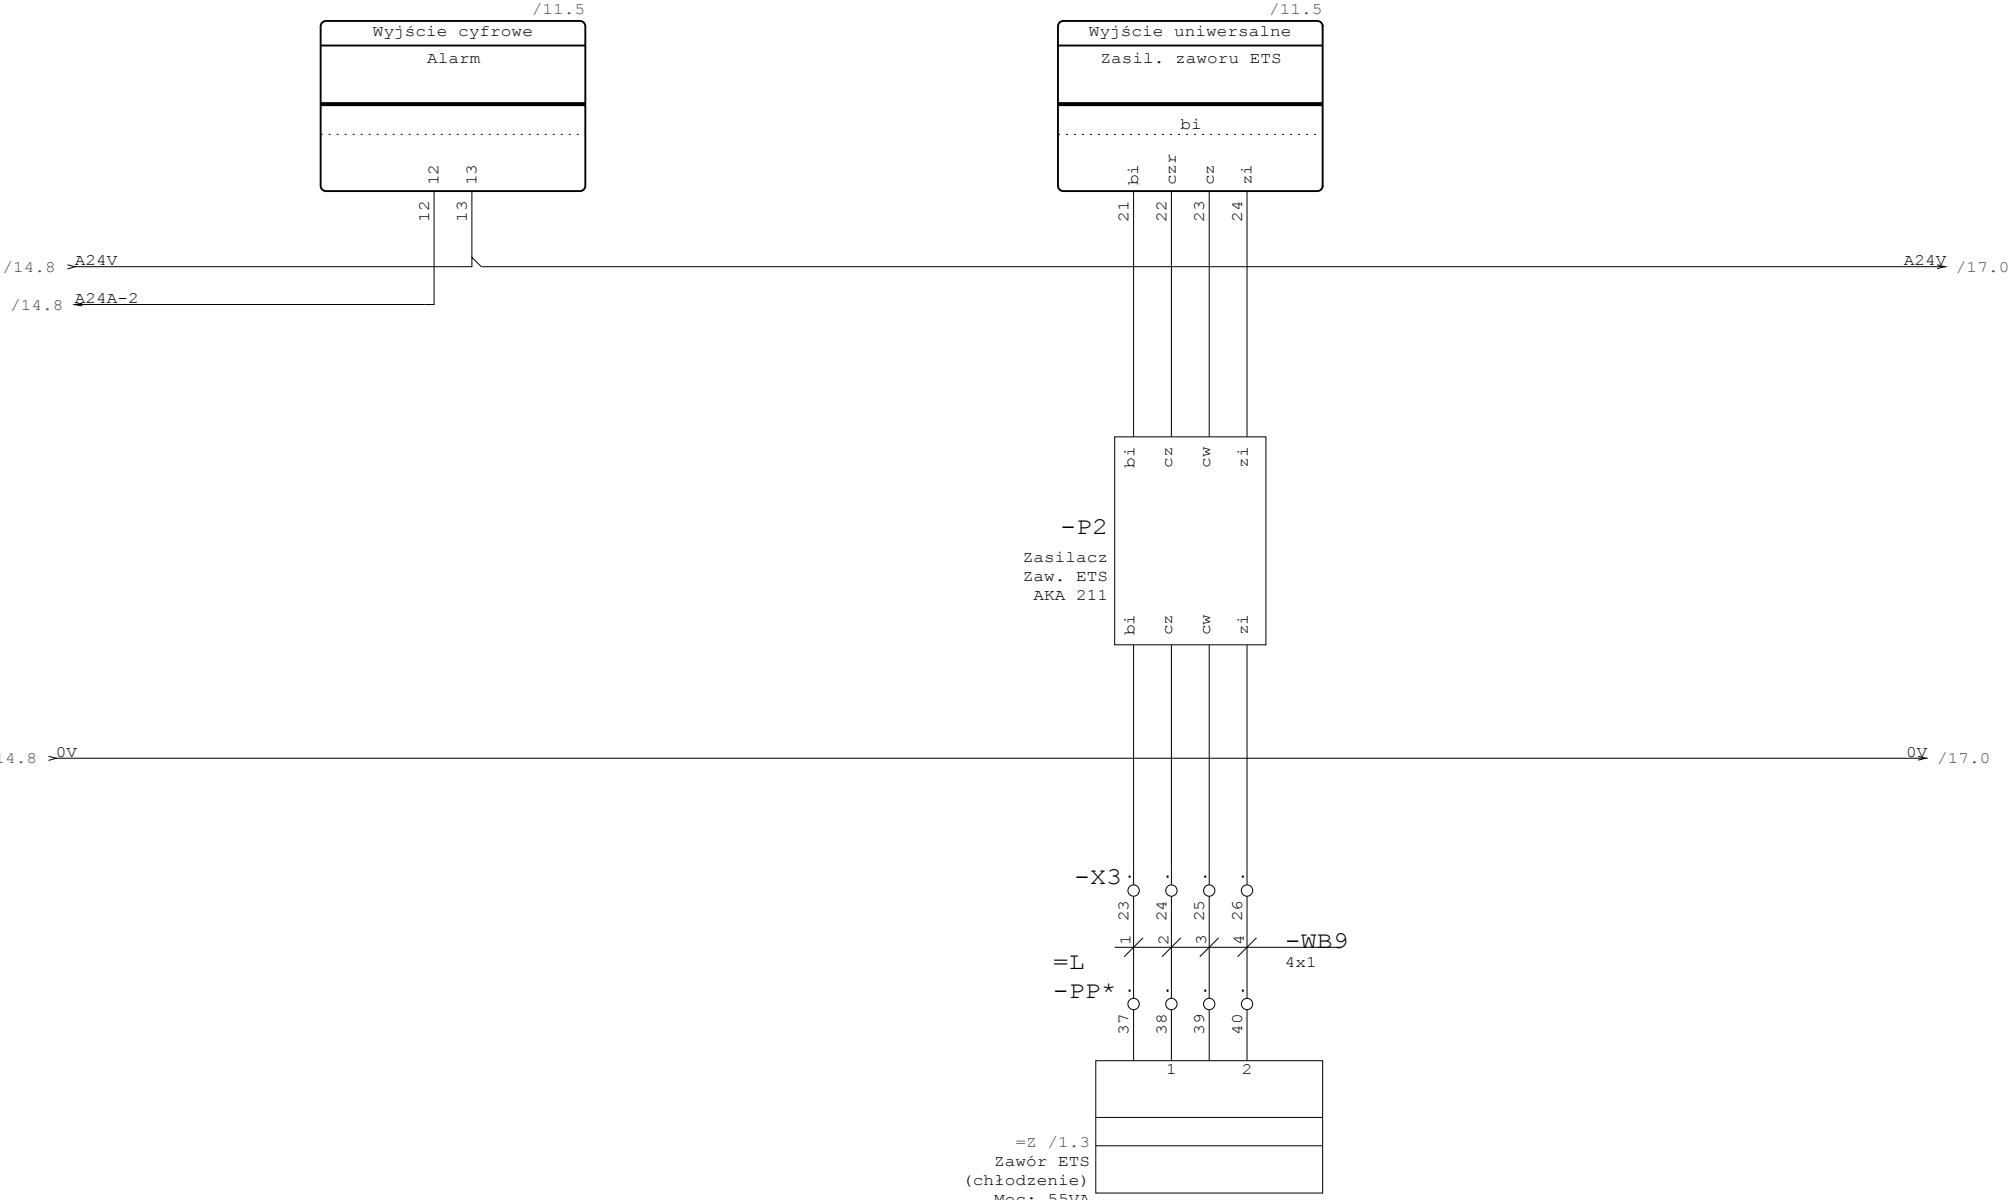 /11.5
/11.5
Wyjście cyfrowe
Wyjście uniwersalne
Alarm
Zasil. zaworu ETS
bi
12 13
bi czr cz zi
12 13
21 22 23 24
/14.8 A24V
A24V /17.0
/14.8 A24A-2
bi cz cw zi
-P2
Zasilacz
Zaw. ETS
AKA 211
bi cz cw zi
4.8 0V
0V /17.0
-X3
23 24 25 26
1 2 3 4
-WB9
4x1
=L
-PP*
37 38 39 40
1 2
=Z /1.3
Zawór ETS
(chłodzenie)
Moc: 55VA